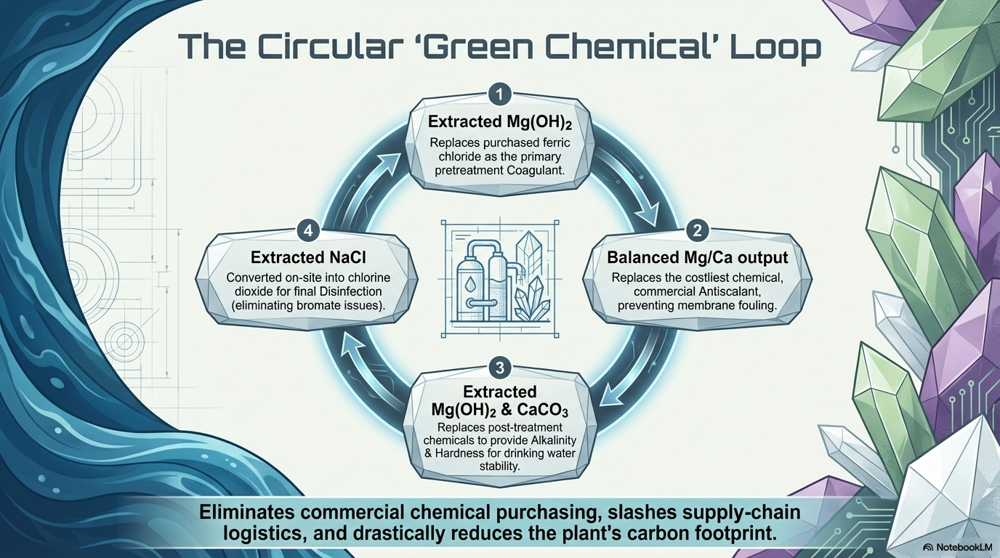 The Circular ‘Green Chemical’ Loop
1
Extracted Mg(OH)₂
Replaces purchased ferric
chloride as the primary
pretreatment Coagulant.
2
Balanced Mg/Ca output
Replaces the costliest chemical,
commercial Antiscalant,
preventing membrane fouling.
3
Extracted
Mg(OH)₂ & CaCO₃
Replaces post-treatment
chemicals to provide Alkalinity
& Hardness for drinking water
stability.
4
Extracted NaCl
Converted on-site into chlorine
dioxide for final Disinfection
(eliminating bromate issues).
Eliminates commercial chemical purchasing, slashes supply-chain
logistics, and drastically reduces the plant’s carbon footprint.
NotebookLM